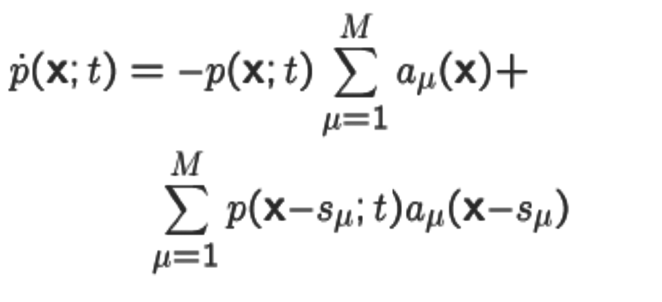 ṗ(x; t) = −p(x; t) ∑_{μ=1}^{M} a_μ(x)+
∑_{μ=1}^{M} p(x−s_μ; t)a_μ(x−s_μ)